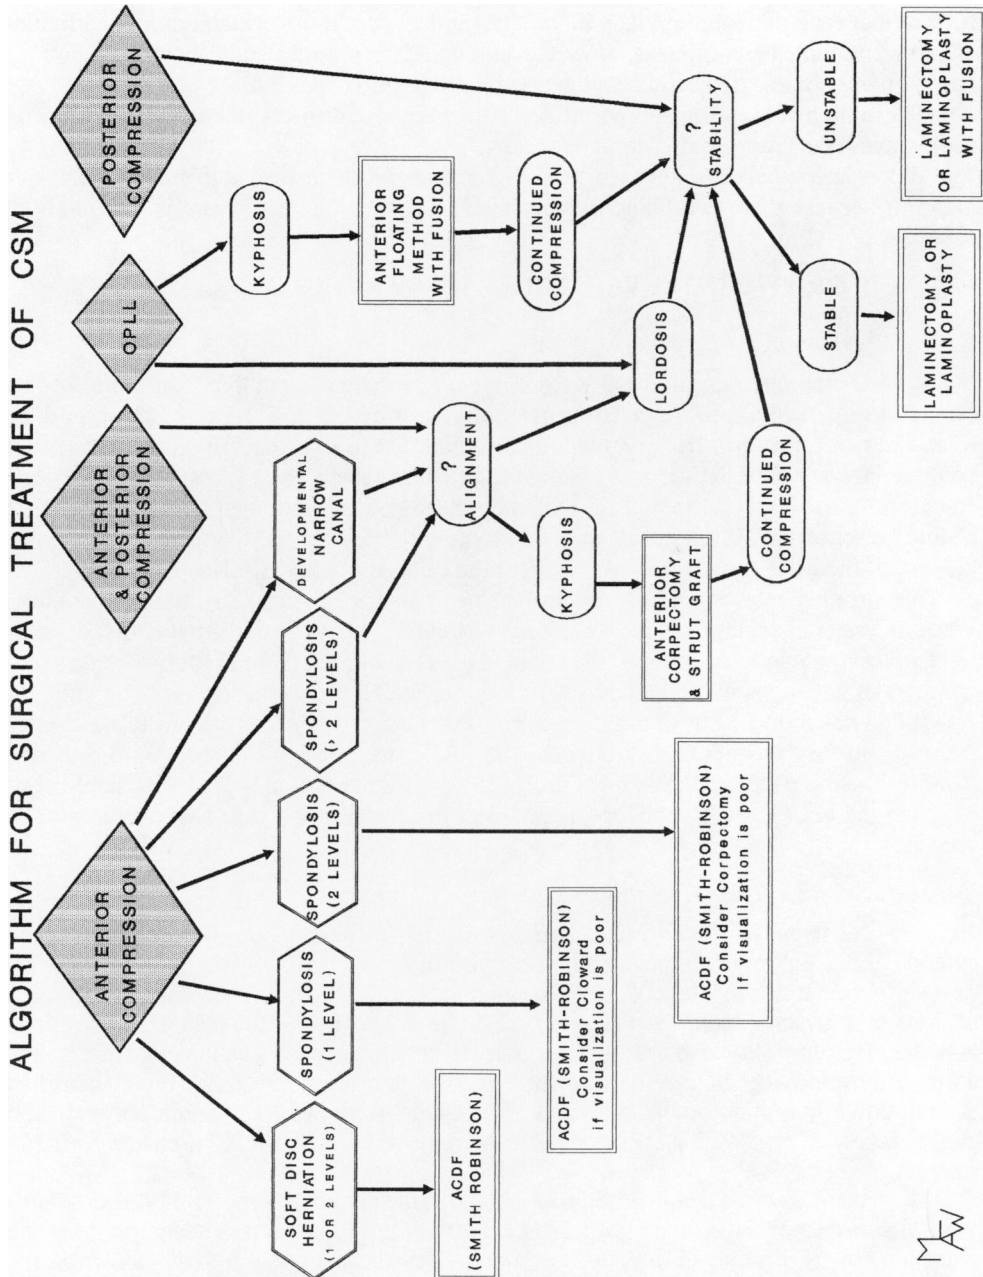 ALGORITHM FOR SURGICAL TREATMENT OF CSM
ANTERIOR
COMPRESSION
ANTERIOR
& POSTERIOR
COMPRESSION
OPLL
POSTERIOR
COMPRESSION
SOFT DISC
HERNIATION
(1 OR 2 LEVELS)
SPONDYLOSIS
(1 LEVEL)
SPONDYLOSIS
(2 LEVELS)
SPONDYLOSIS
(> 2 LEVELS)
DEVELOPMENTAL
NARROW
CANAL
KYPHOSIS
ANTERIOR
FLOATING
METHOD
WITH FUSION
CONTINUED
COMPRESSION
?
ALIGNMENT
KYPHOSIS
LORDOSIS
?
STABILITY
ANTERIOR
CORPECTOMY
& STRUT GRAFT
CONTINUED
COMPRESSION
STABLE
UNSTABLE
ACDF
(SMITH ROBINSON)
ACDF (SMITH-ROBINSON)
Consider Cloward
if visualization is poor
ACDF (SMITH-ROBINSON)
Consider Corpectomy
if visualization is poor
LAMINECTOMY OR
LAMINOPLASTY
LAMINECTOMY
OR LAMINOPLASTY
WITH FUSION
MAW